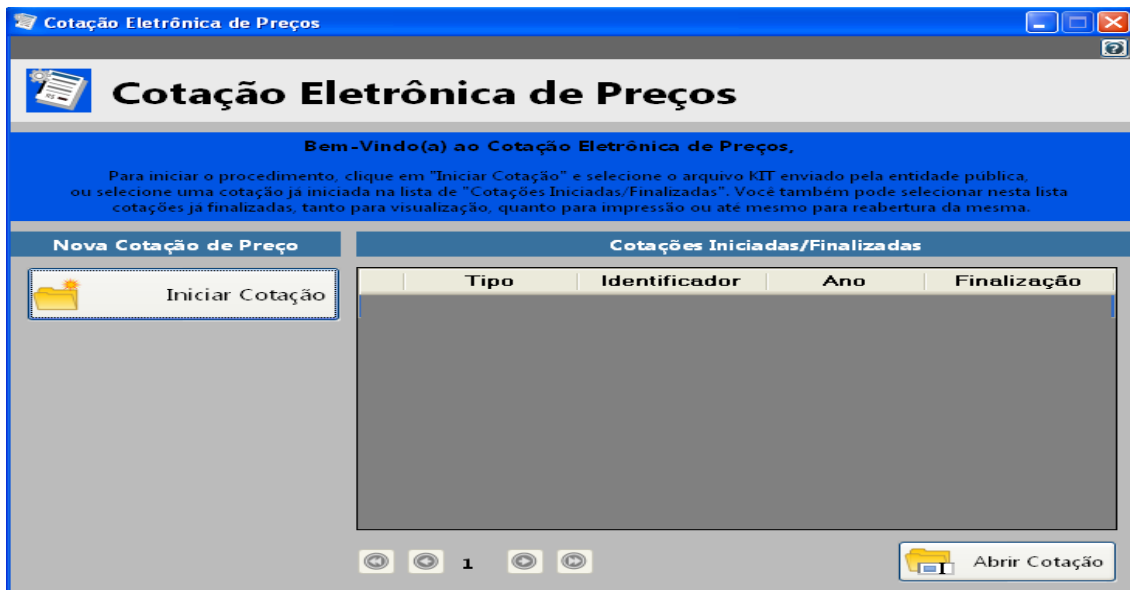 Cotação Eletrônica de Preços
Cotação Eletrônica de Preços
Bem-Vindo(a) ao Cotação Eletrônica de Preços,
Para iniciar o procedimento, clique em "Iniciar Cotação" e selecione o arquivo KIT enviado pela entidade pública,
ou selecione uma cotação já iniciada na lista de "Cotações Iniciadas/Finalizadas". Você também pode selecionar nesta lista
cotações já finalizadas, tanto para visualização, quanto para impressão ou até mesmo para reabertura da mesma.
Nova Cotação de Preço
Cotações Iniciadas/Finalizadas
Iniciar Cotação
Tipo Identificador Ano Finalização
1
Abrir Cotação